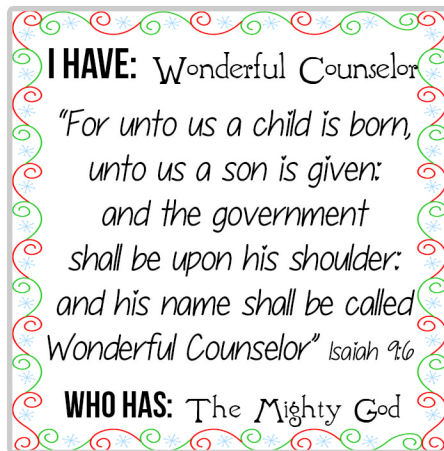 I HAVE: Wonderful Counselor
"For unto us a child is born,
unto us a son is given:
and the government
shall be upon his shoulder:
and his name shall be called
Wonderful Counselor" Isaiah 9:6
WHO HAS: The Mighty God